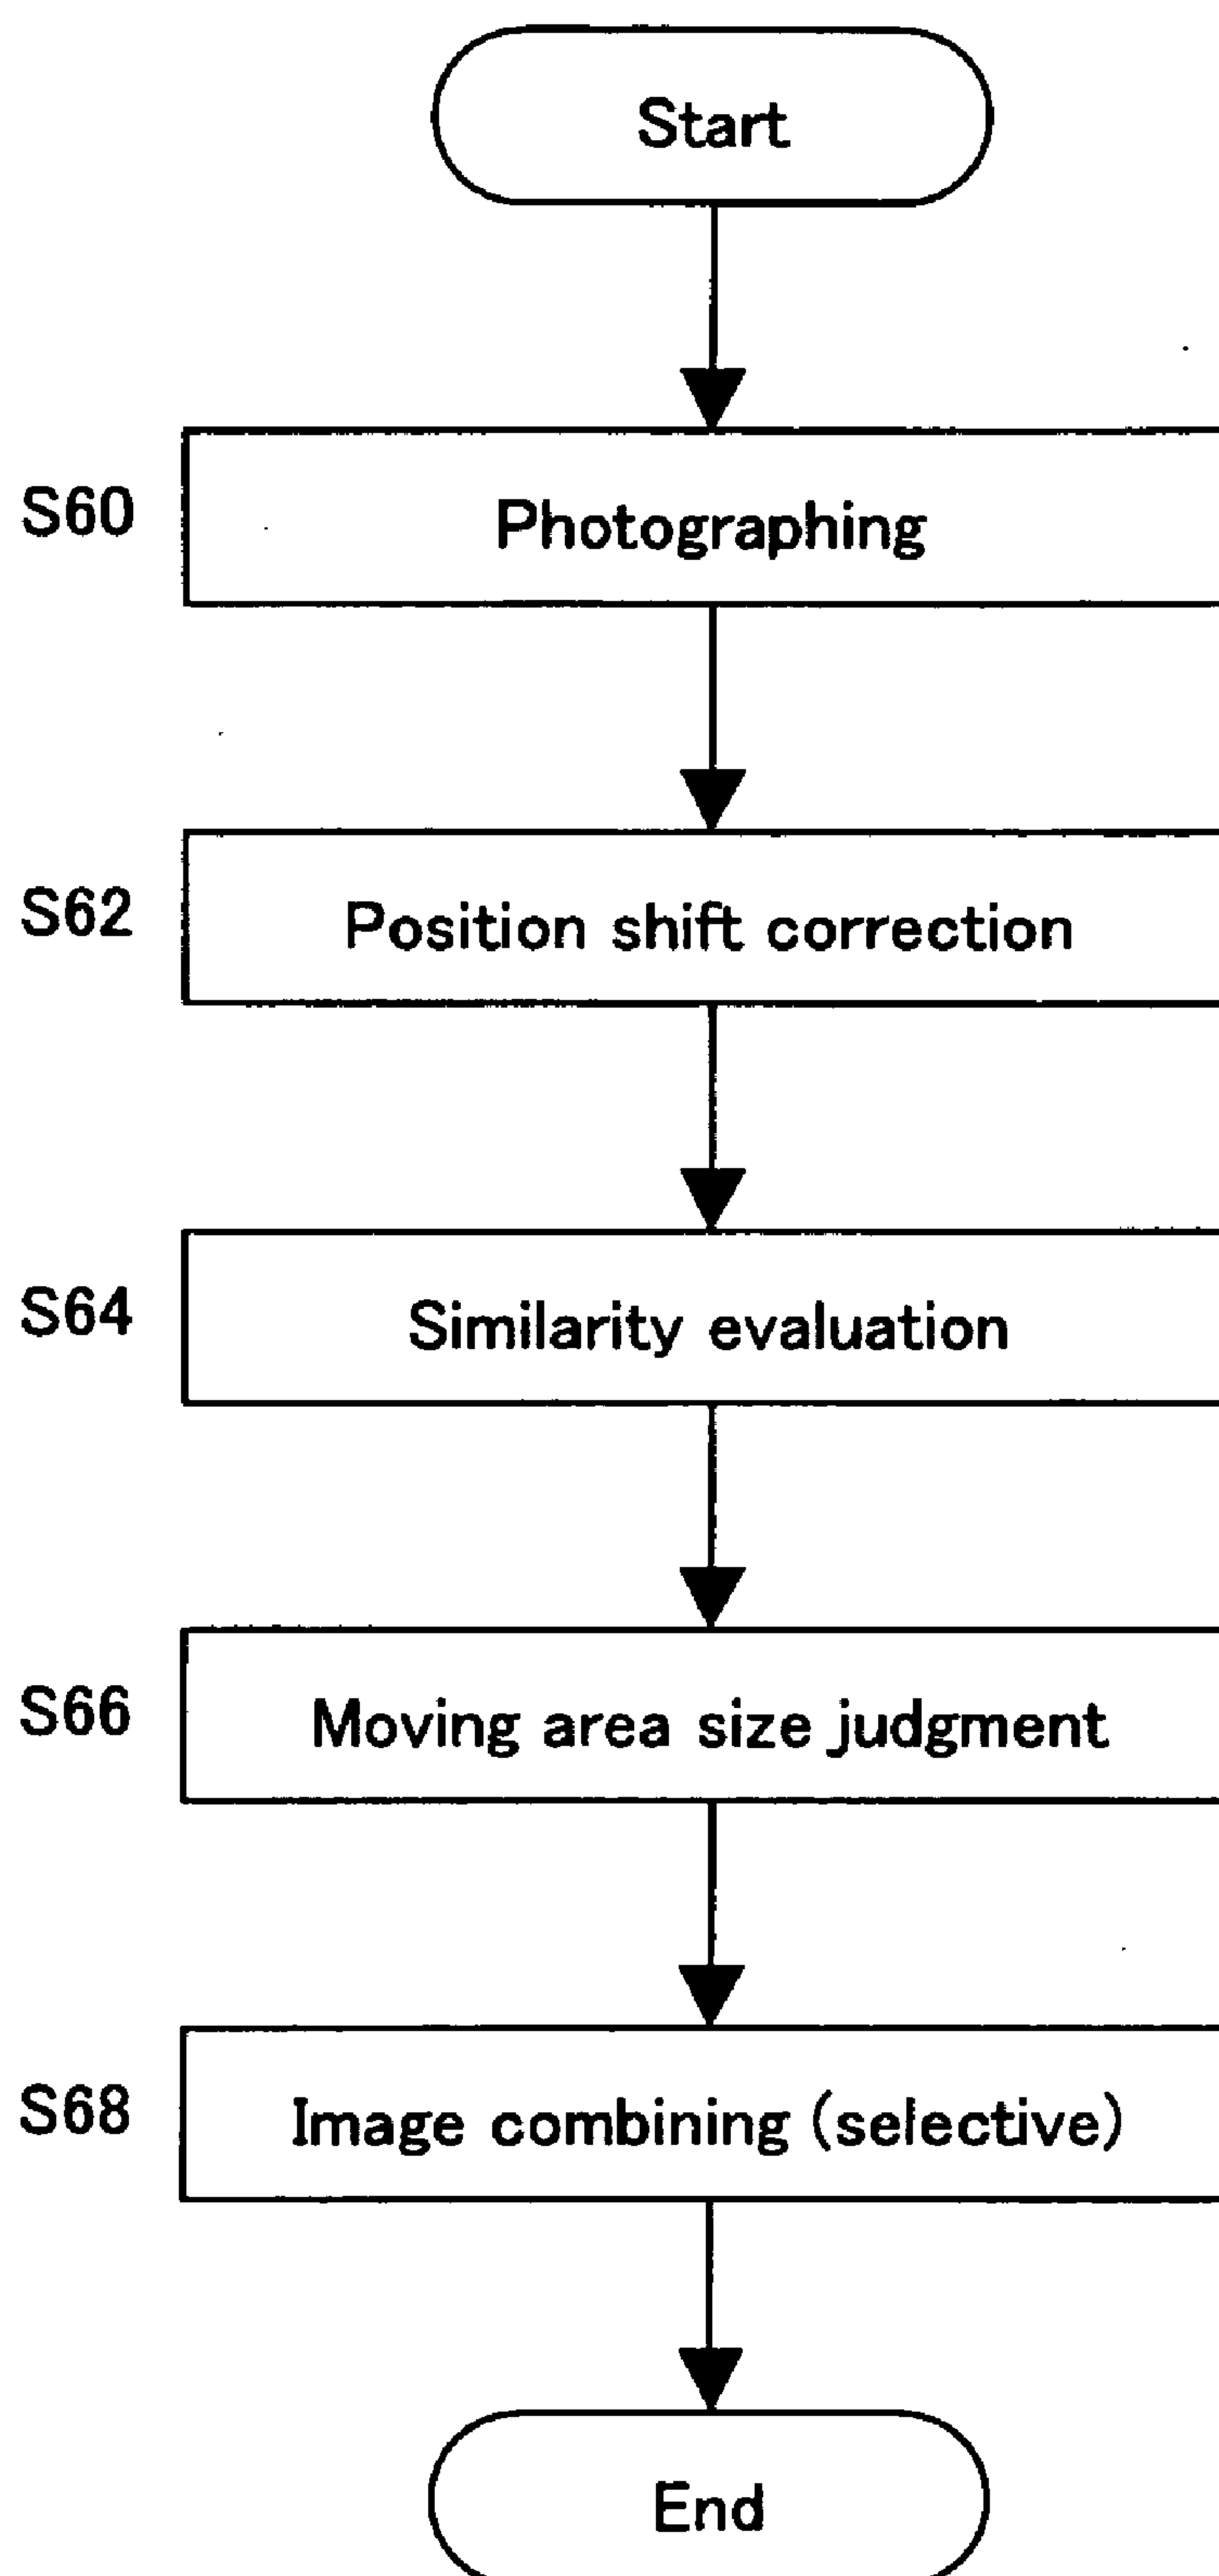 Start
S60 Photographing
S62 Position shift correction
S64 Similarity evaluation
S66 Moving area size judgment
S68 Image combining (selective)
End